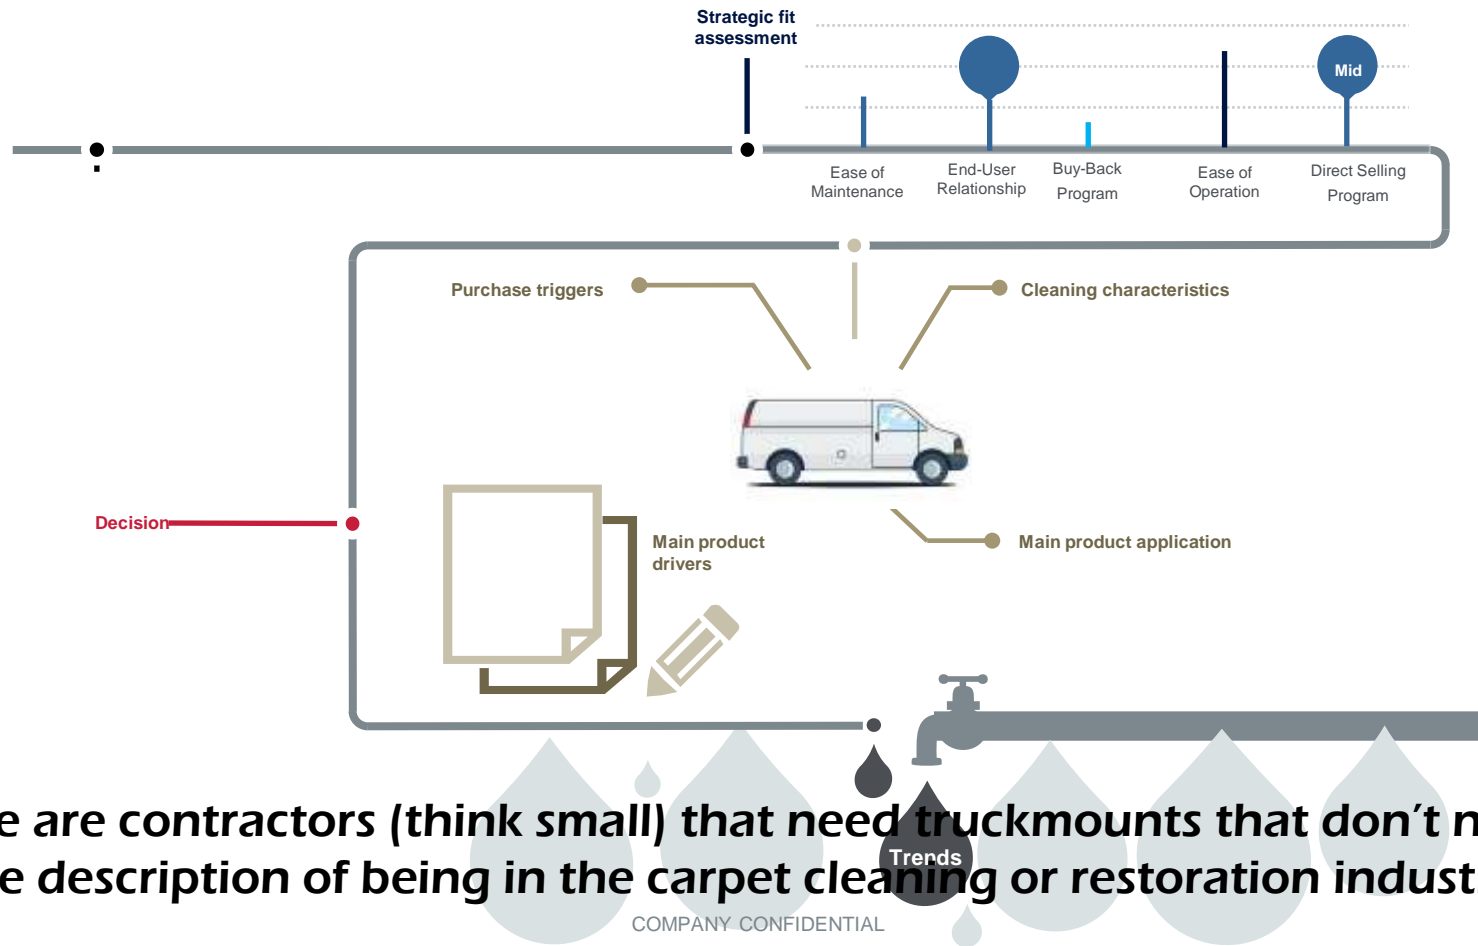 Strategic fit
assessment
Mid
Ease of
Maintenance
End-User
Relationship
Buy-Back
Program
Ease of
Operation
Direct Selling
Program
Purchase triggers
Cleaning characteristics
Decision
Main product
drivers
Main product application
e are contractors (think small) that need truckmounts that don’t n
Trends
e description of being in the carpet cleaning or restoration indust
COMPANY CONFIDENTIAL